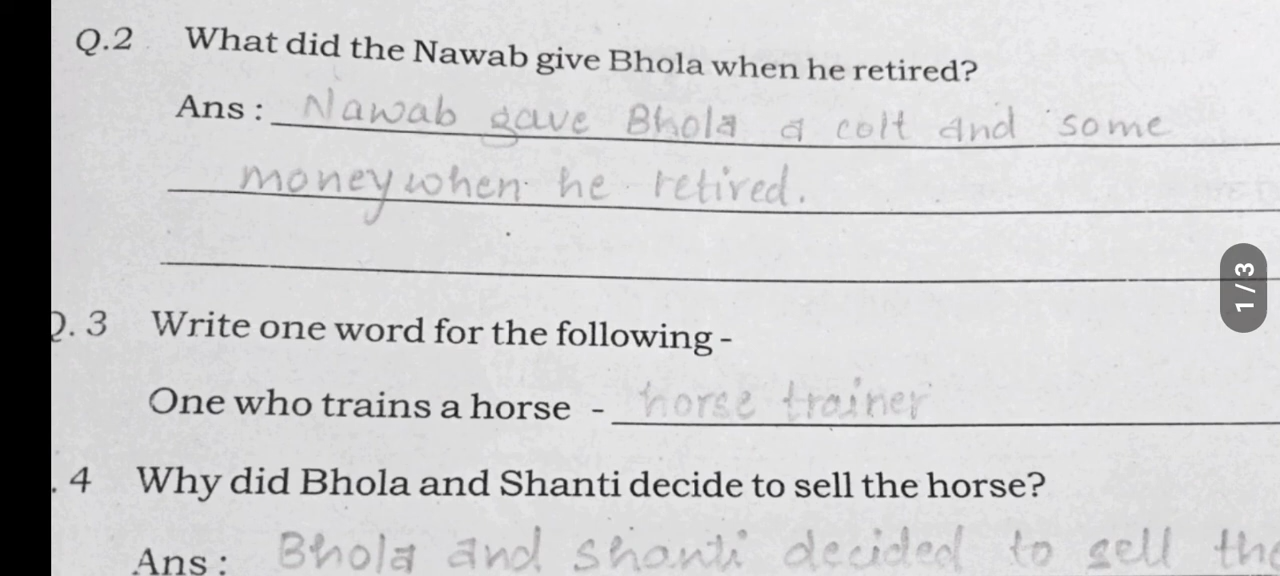 Q.2 What did the Nawab give Bhola when he retired?
Ans : Nawab gave Bhola a colt and some
money when he retired.
1/3
Q. 3 Write one word for the following -
One who trains a horse - horse trainer
. 4 Why did Bhola and Shanti decide to sell the horse?
Ans : Bhola and shanti decided to sell the